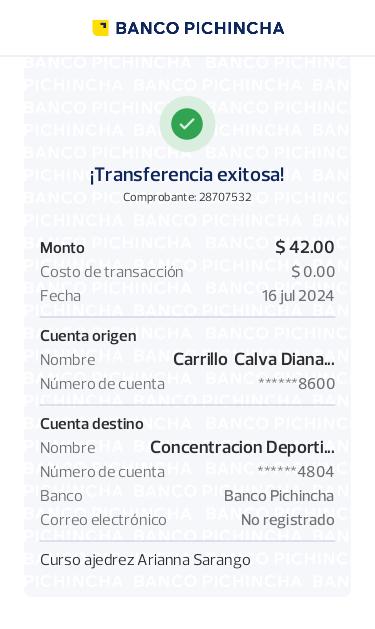 BANCO PICHINCHA
¡Transferencia exitosa!
Comprobante: 28707532
Monto $ 42.00
Costo de transacción $ 0.00
Fecha 16 jul 2024
Cuenta origen
Nombre Carrillo Calva Diana...
Número de cuenta ******8600
Cuenta destino
Nombre Concentracion Deporti...
Número de cuenta ******4804
Banco Banco Pichincha
Correo electrónico No registrado
Curso ajedrez Arianna Sarango